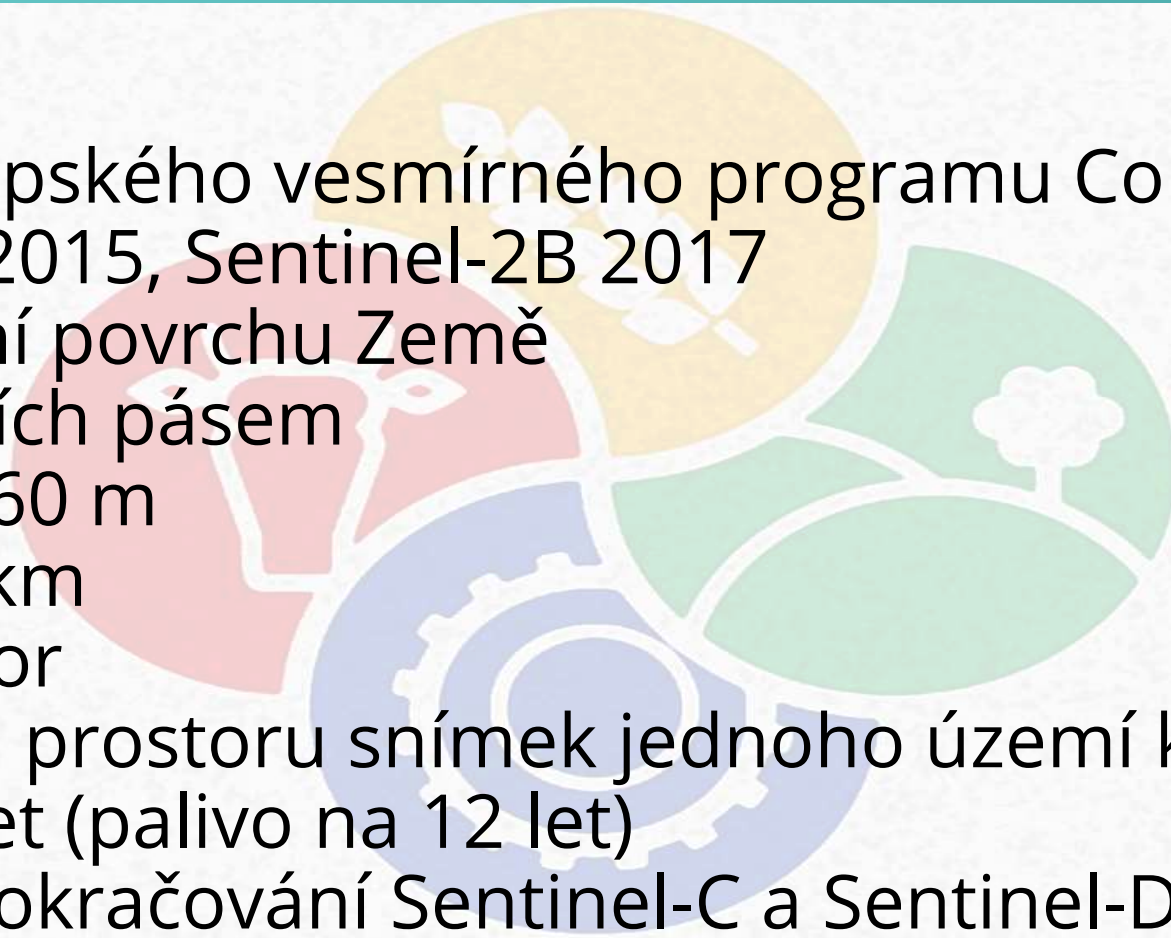 pského vesmírného programu Co
2015, Sentinel-2B 2017
ní povrchu Země
ích pásem
60 m
km
or
prostoru snímek jednoho území k
et (palivo na 12 let)
okračování Sentinel-C a Sentinel-D